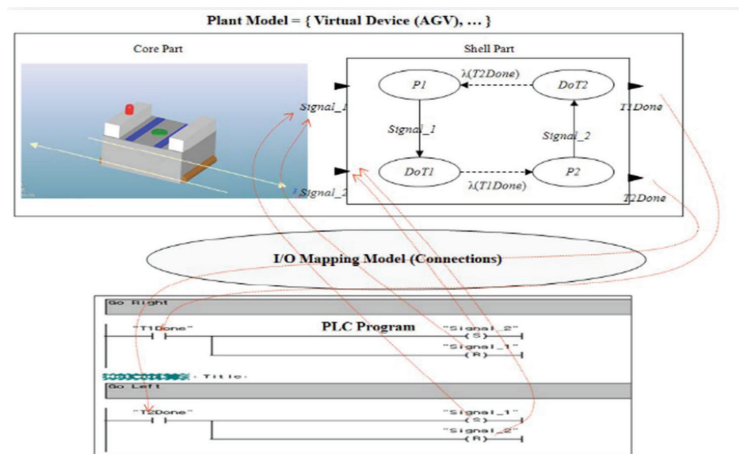 Plant Model = { Virtual Device (AGV), ... }
Core Part
Shell Part
P1
λ(T2Done)
DoT2
Signal_1
T1Done
Signal_1
Signal_2
DoT1
λ(T1Done)
P2
Signal_2
T2Done
I/O Mapping Model (Connections)
Go Right
"T1Done"
PLC Program
"Signal_2"
(S)
"Signal_1"
(R)
: Title:
Go Left
"T2Done"
"Signal_1"
(S)
"Signal_2"
(R)